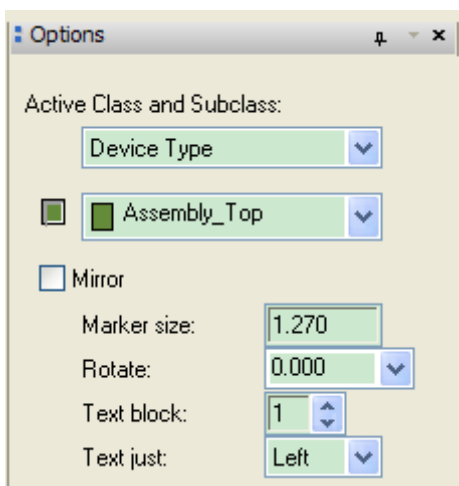 Options
Active Class and Subclass:
Device Type
Assembly_Top
Mirror
Marker size: 1.270
Rotate: 0.000
Text block: 1
Text just: Left